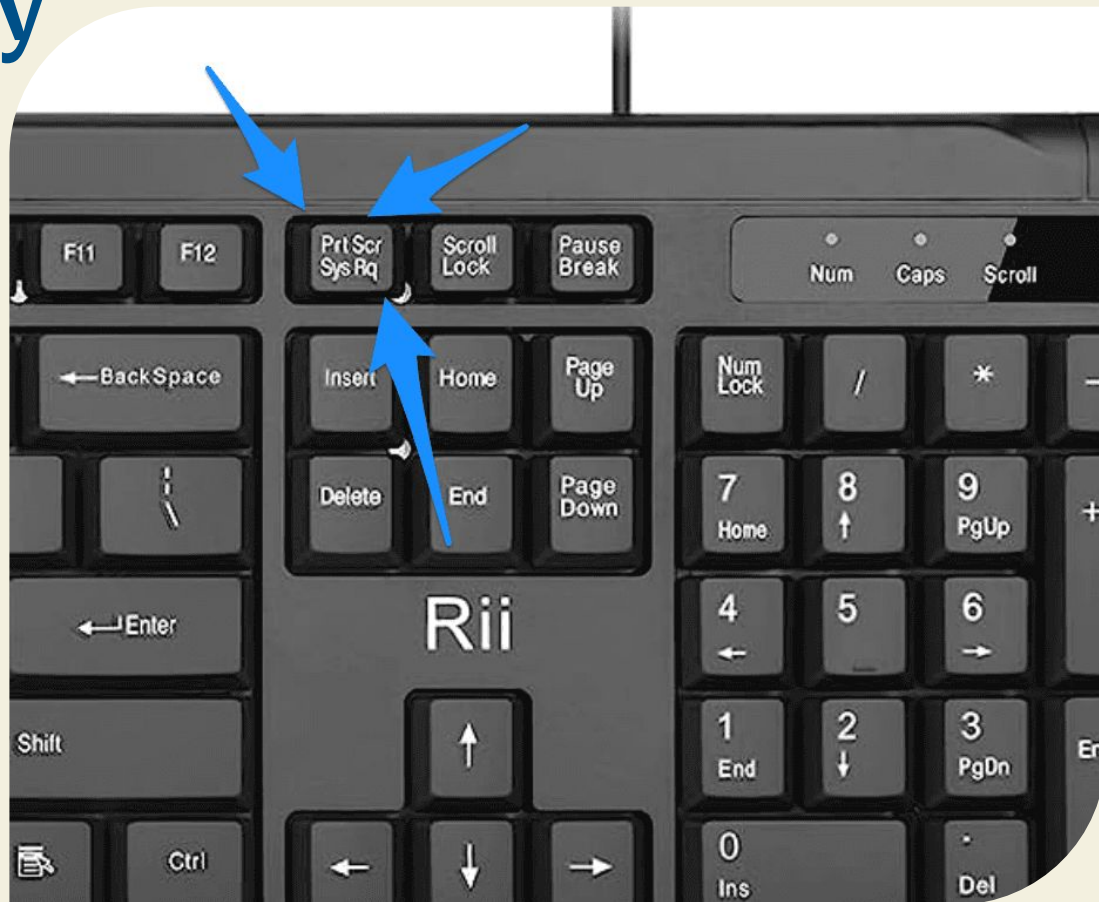 y
F11
F12
Prt Scr
Sys Rq
Scroll
Lock
Pause
Break
Num
Caps
Scroll
BackSpace
Insert
Home
Page
Up
Num
Lock
/
*
-
\
Delete
End
Page
Down
7
Home
8
9
PgUp
+
Enter
Rii
4
5
6
Shift
1
End
2
3
PgDn
En
Ctrl
0
Ins
.
Del